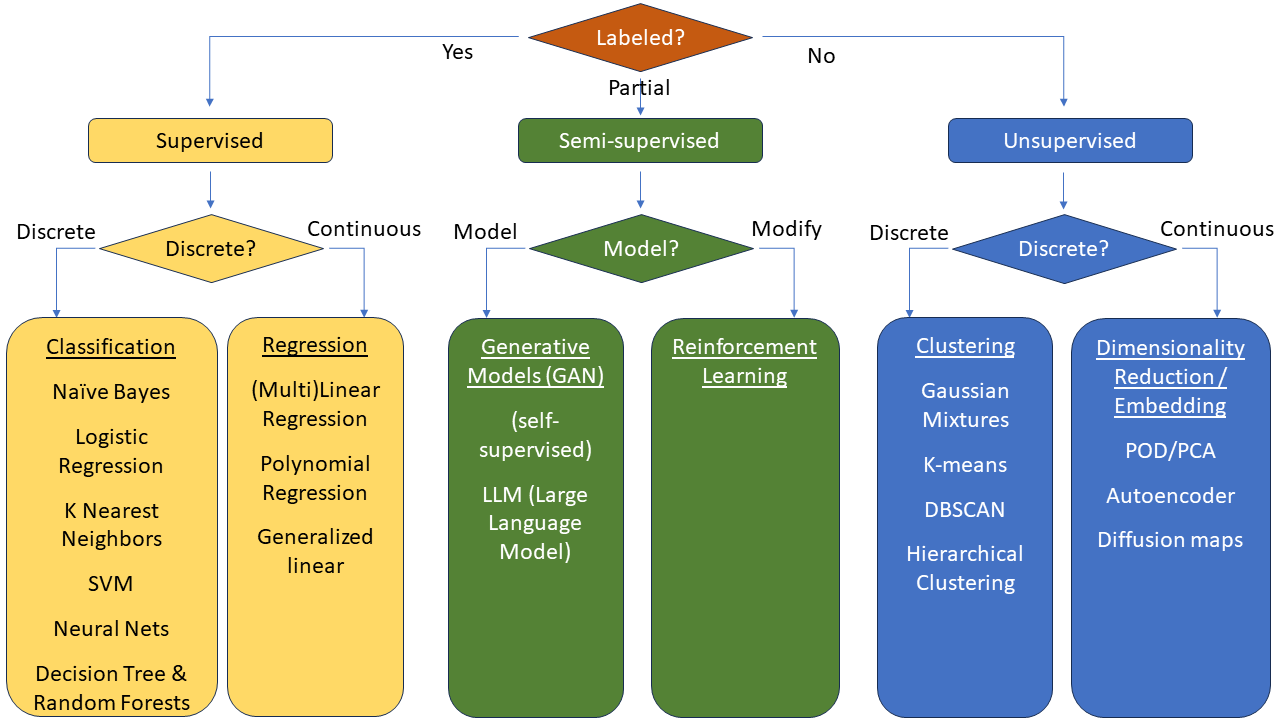 Labeled?
Yes
Partial
No
Supervised
Semi-supervised
Unsupervised
Discrete
Discrete?
Continuous
Model
Model?
Modify
Discrete
Discrete?
Continuous
Classification
Naïve Bayes
Logistic
Regression
K Nearest
Neighbors
SVM
Neural Nets
Decision Tree &
Random Forests
Regression
(Multi)Linear
Regression
Polynomial
Regression
Generalized
linear
Generative
Models (GAN)
(self-
supervised)
LLM (Large
Language
Model)
Reinforcement
Learning
Clustering
Gaussian
Mixtures
K-means
DBSCAN
Hierarchical
Clustering
Dimensionality
Reduction /
Embedding
POD/PCA
Autoencoder
Diffusion maps